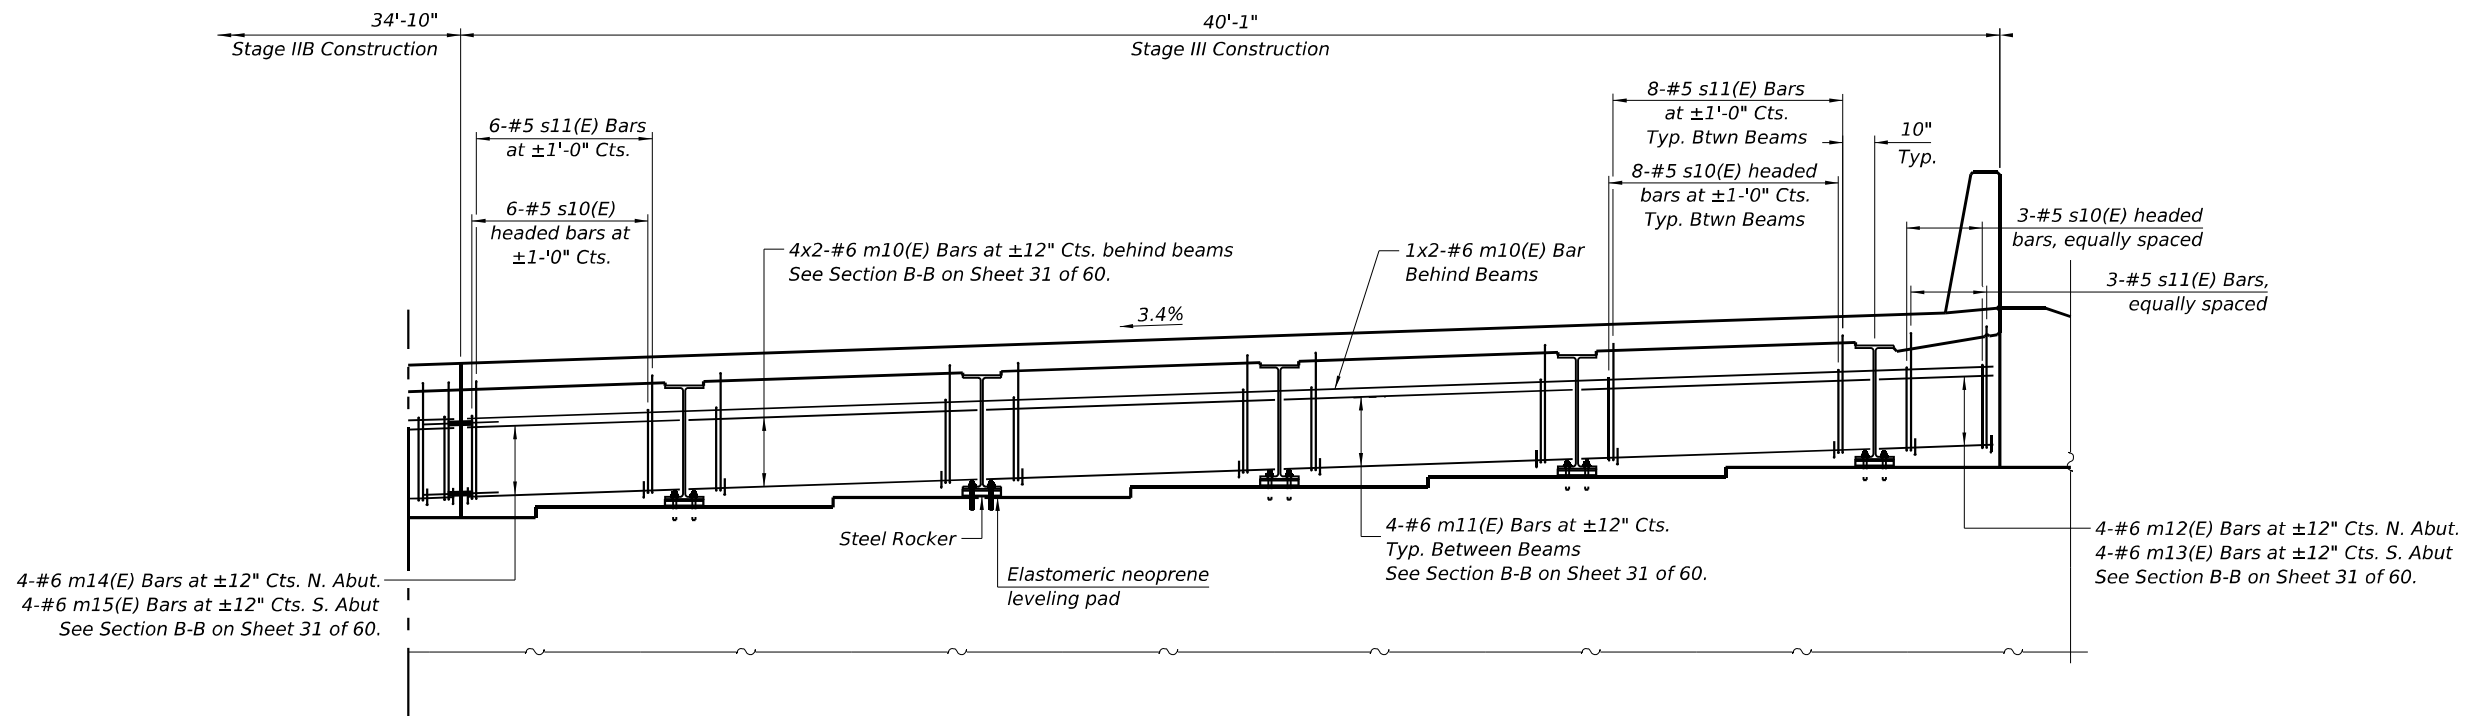 34'-10"
Stage IIB Construction
40'-1"
Stage III Construction
6-#5 s11(E) Bars
at ±1'-0" Cts.
6-#5 s10(E)
headed bars at
±1-'0" Cts.
8-#5 s11(E) Bars
at ±1'-0" Cts.
Typ. Btwn Beams
10"
Typ.
8-#5 s10(E) headed
bars at ±1-'0" Cts.
Typ. Btwn Beams
3-#5 s10(E) headed
bars, equally spaced
3-#5 s11(E) Bars,
equally spaced
4x2-#6 m10(E) Bars at ±12" Cts. behind beams
See Section B-B on Sheet 31 of 60.
1x2-#6 m10(E) Bar
Behind Beams
3.4%
Steel Rocker
Elastomeric neoprene
leveling pad
4-#6 m11(E) Bars at ±12" Cts.
Typ. Between Beams
See Section B-B on Sheet 31 of 60.
4-#6 m12(E) Bars at ±12" Cts. N. Abut.
4-#6 m13(E) Bars at ±12" Cts. S. Abut
See Section B-B on Sheet 31 of 60.
4-#6 m14(E) Bars at ±12" Cts. N. Abut.
4-#6 m15(E) Bars at ±12" Cts. S. Abut
See Section B-B on Sheet 31 of 60.